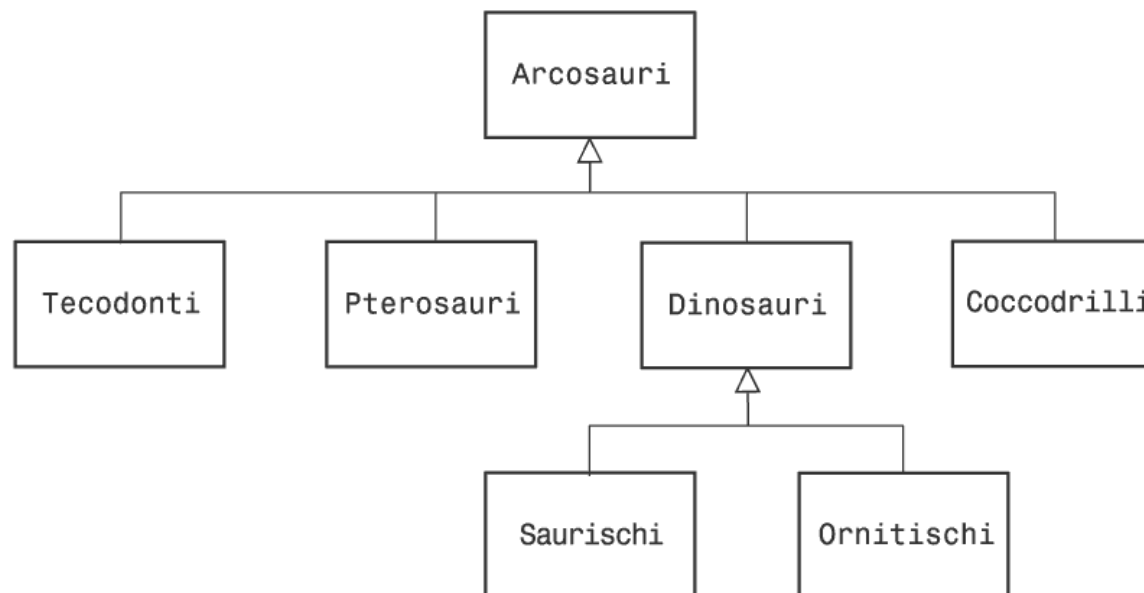 Arcosauri
Tecodonti
Pterosauri
Dinosauri
Coccodrilli
Saurischi
Ornitischi